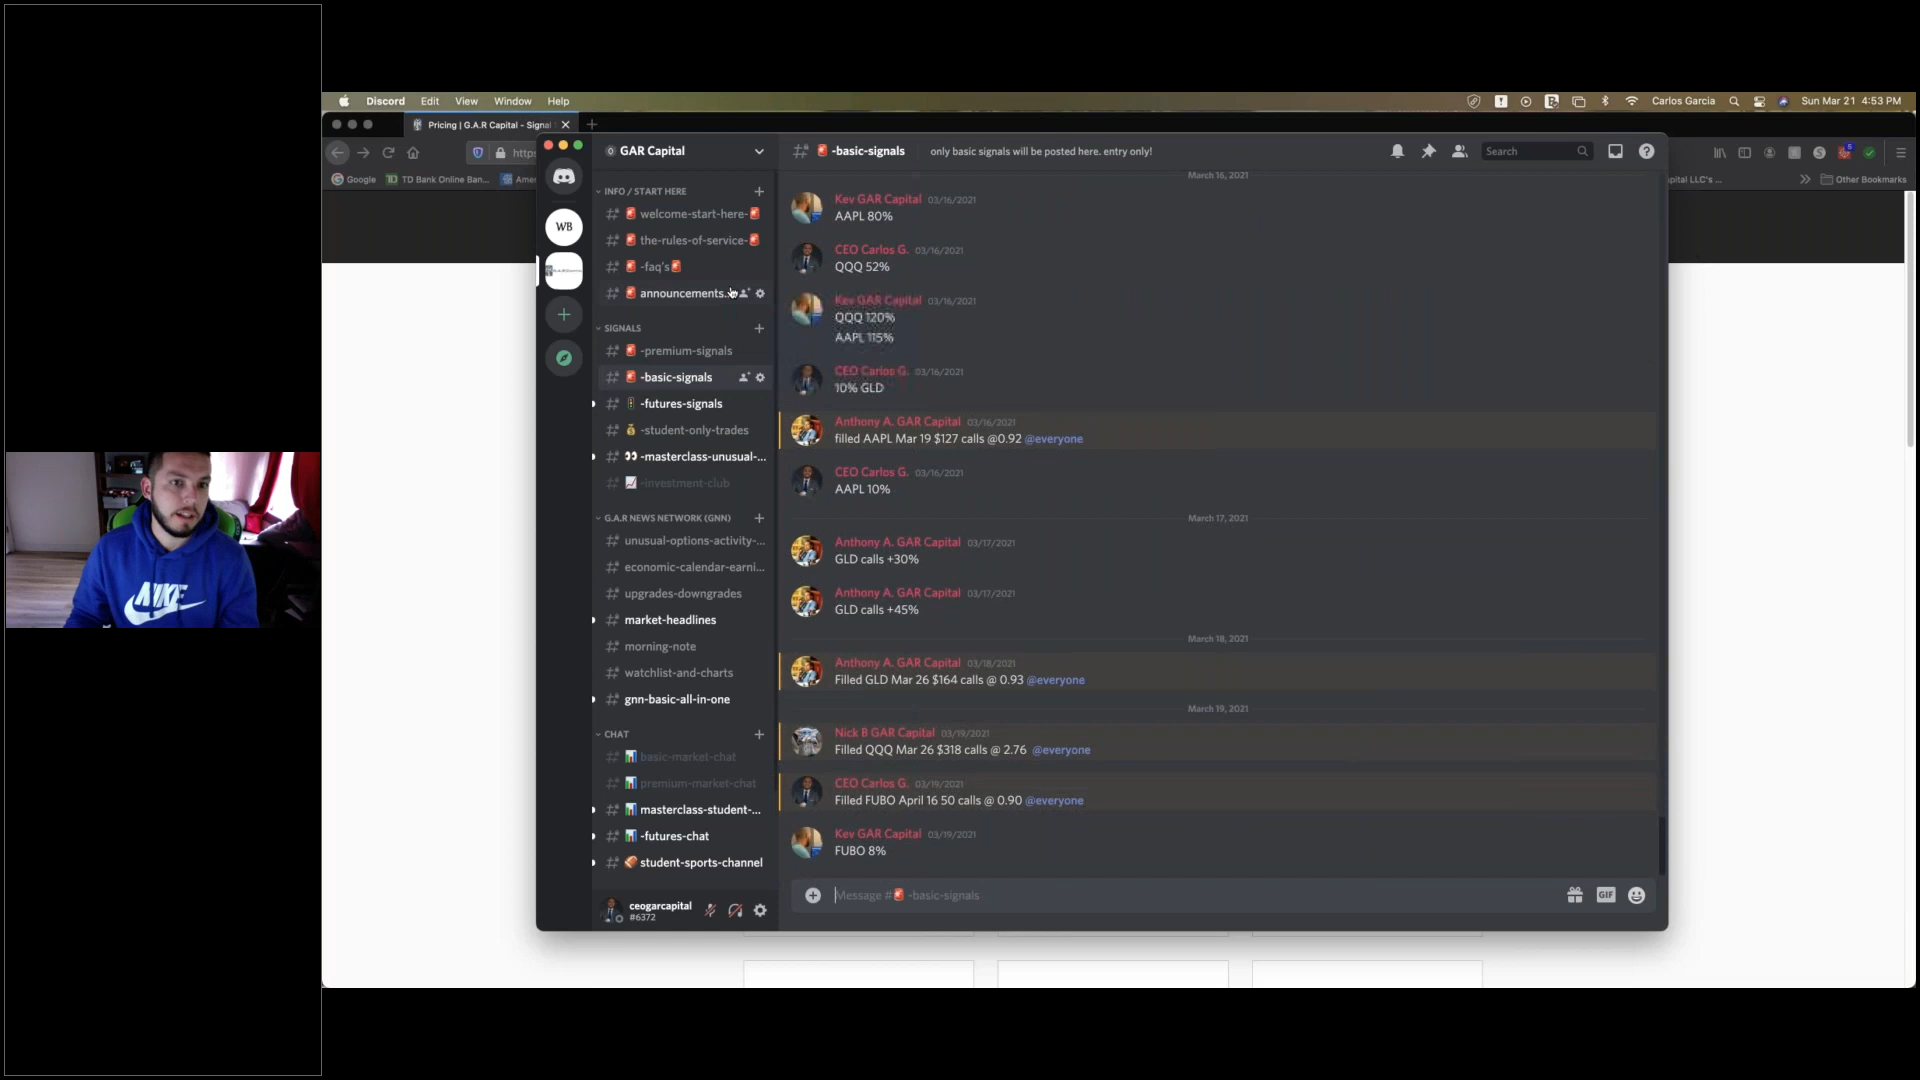 Discord Edit View Window Help
Carlos Garcia
Sun Mar 21 4:53 PM
Pricing | G.A.R Capital - Signal
https
Google
TD Bank Online Ban...
Amer
apital LLC's ...
Other Bookmarks
GAR Capital
INFO / START HERE
welcome-start-here-
the-rules-of-service-
-faq's
announcements...
SIGNALS
-premium-signals
-basic-signals
-futures-signals
-student-only-trades
-masterclass-unusual-...
-investment-club
G.A.R NEWS NETWORK (GNN)
unusual-options-activity-...
economic-calendar-earni...
upgrades-downgrades
market-headlines
morning-note
watchlist-and-charts
gnn-basic-all-in-one
CHAT
basic-market-chat
premium-market-chat
masterclass-student-...
-futures-chat
student-sports-channel
ceogarcapital
#6372
WB
-basic-signals
only basic signals will be posted here. entry only!
Search
March 16, 2021
Kev GAR Capital 03/16/2021
AAPL 80%
CEO Carlos G. 03/16/2021
QQQ 52%
Kev GAR Capital 03/16/2021
QQQ 120%
AAPL 115%
CEO Carlos G. 03/16/2021
10% GLD
Anthony A. GAR Capital 03/16/2021
filled AAPL Mar 19 $127 calls @0.92 @everyone
CEO Carlos G. 03/16/2021
AAPL 10%
March 17, 2021
Anthony A. GAR Capital 03/17/2021
GLD calls +30%
Anthony A. GAR Capital 03/17/2021
GLD calls +45%
March 18, 2021
Anthony A. GAR Capital 03/18/2021
Filled GLD Mar 26 $164 calls @ 0.93 @everyone
March 19, 2021
Nick B GAR Capital 03/19/2021
Filled QQQ Mar 26 $318 calls @ 2.76 @everyone
CEO Carlos G. 03/19/2021
Filled FUBO April 16 50 calls @ 0.90 @everyone
Kev GAR Capital 03/19/2021
FUBO 8%
Message # -basic-signals
GIF
NIKE